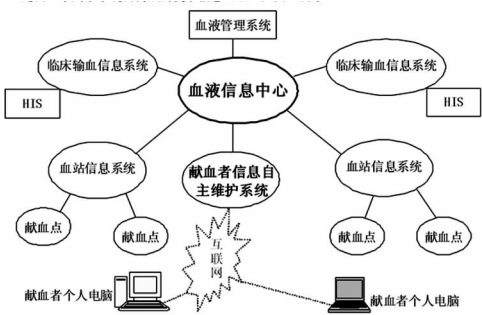 血液管理系统
临床输血信息系统
血液信息中心
临床输血信息系统
HIS
HIS
血站信息系统
献血者信息自
主维护系统
血站信息系统
献血点
献血点
互
联
网
献血点
献血点
献血者个人电脑
献血者个人电脑